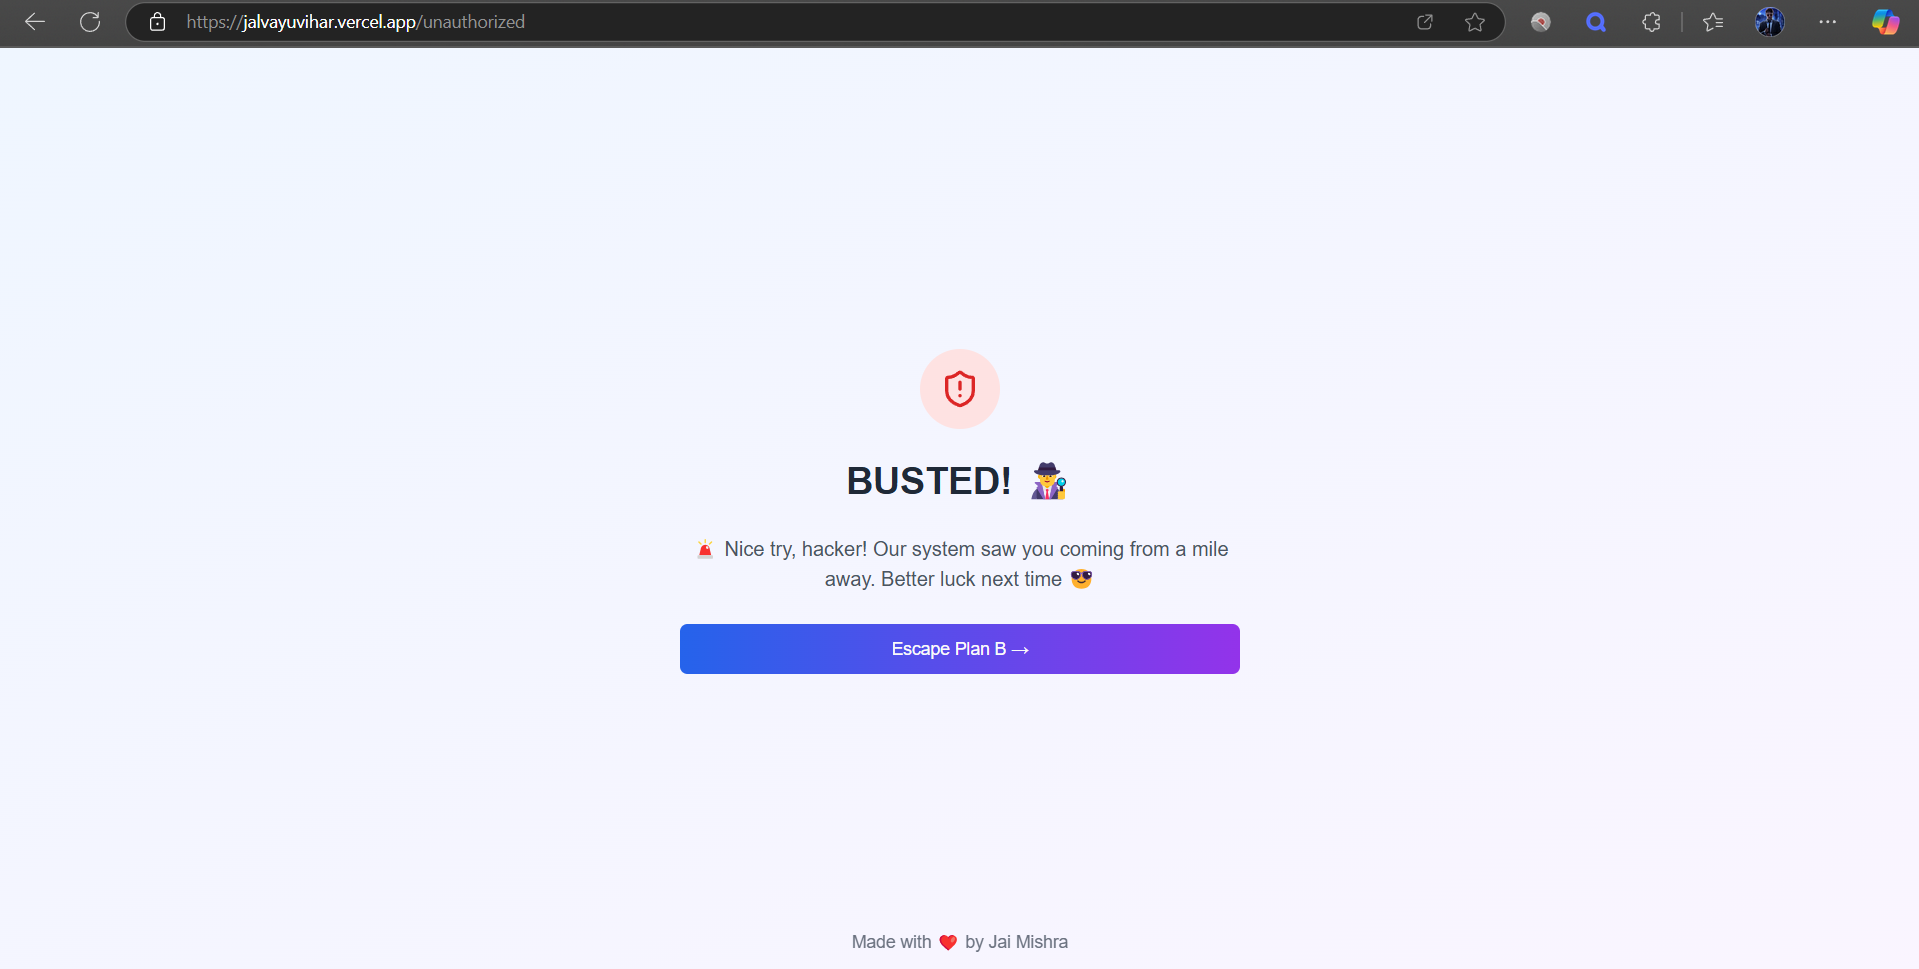 https://jalvayuvihar.vercel.app/unauthorized
BUSTED! 🕵️
🚨 Nice try, hacker! Our system saw you coming from a mile
away. Better luck next time 😎
Escape Plan B →
Made with ❤️ by Jai Mishra